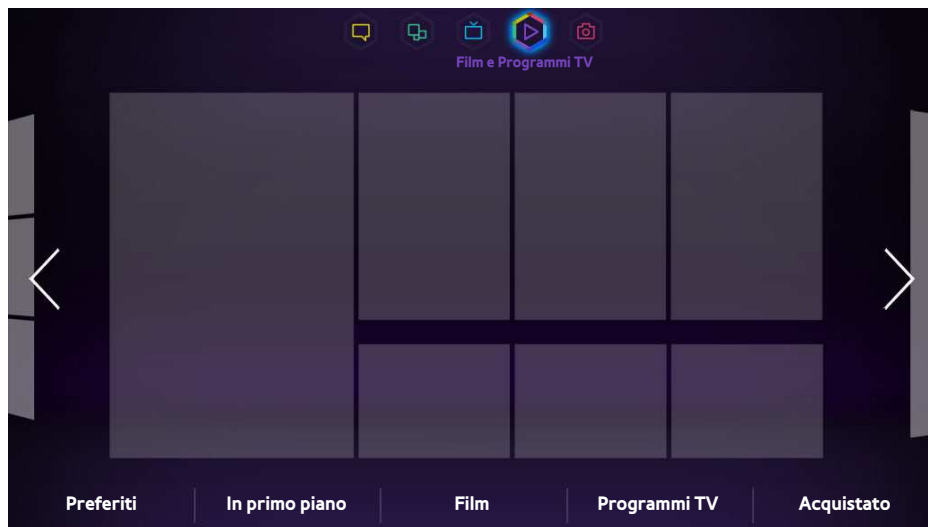 Film e Programmi TV
Preferiti
In primo piano
Film
Programmi TV
Acquistato